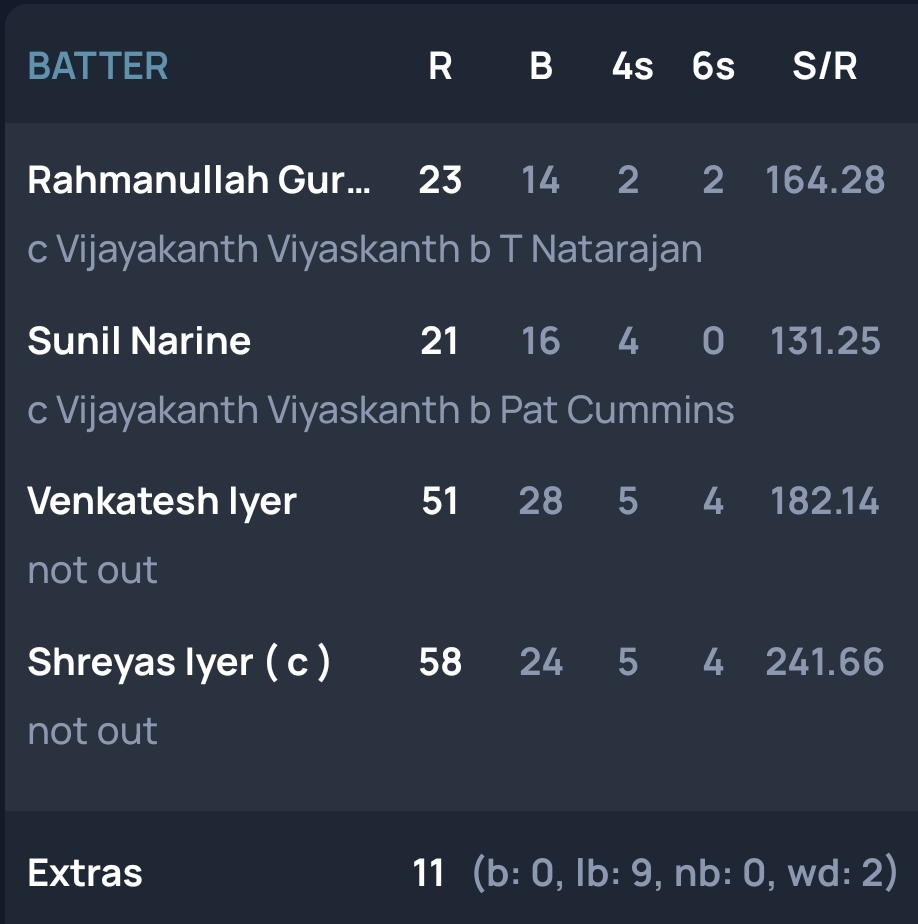 BATTER R B 4s 6s S/R
Rahmanullah Gur... 23 14 2 2 164.28
c Vijayakanth Viyaskanth b T Natarajan
Sunil Narine 21 16 4 0 131.25
c Vijayakanth Viyaskanth b Pat Cummins
Venkatesh Iyer 51 28 5 4 182.14
not out
Shreyas Iyer ( c ) 58 24 5 4 241.66
not out
Extras 11 (b: 0, lb: 9, nb: 0, wd: 2)